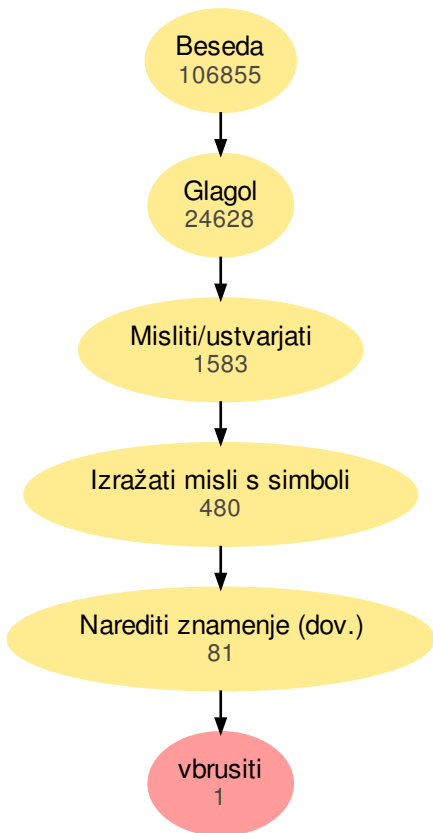 Beseda
106855
Glagol
24628
Misliti/ustvarjati
1583
Izražati misli s simboli
480
Narediti znamenje (dov.)
81
vbrusiti
1